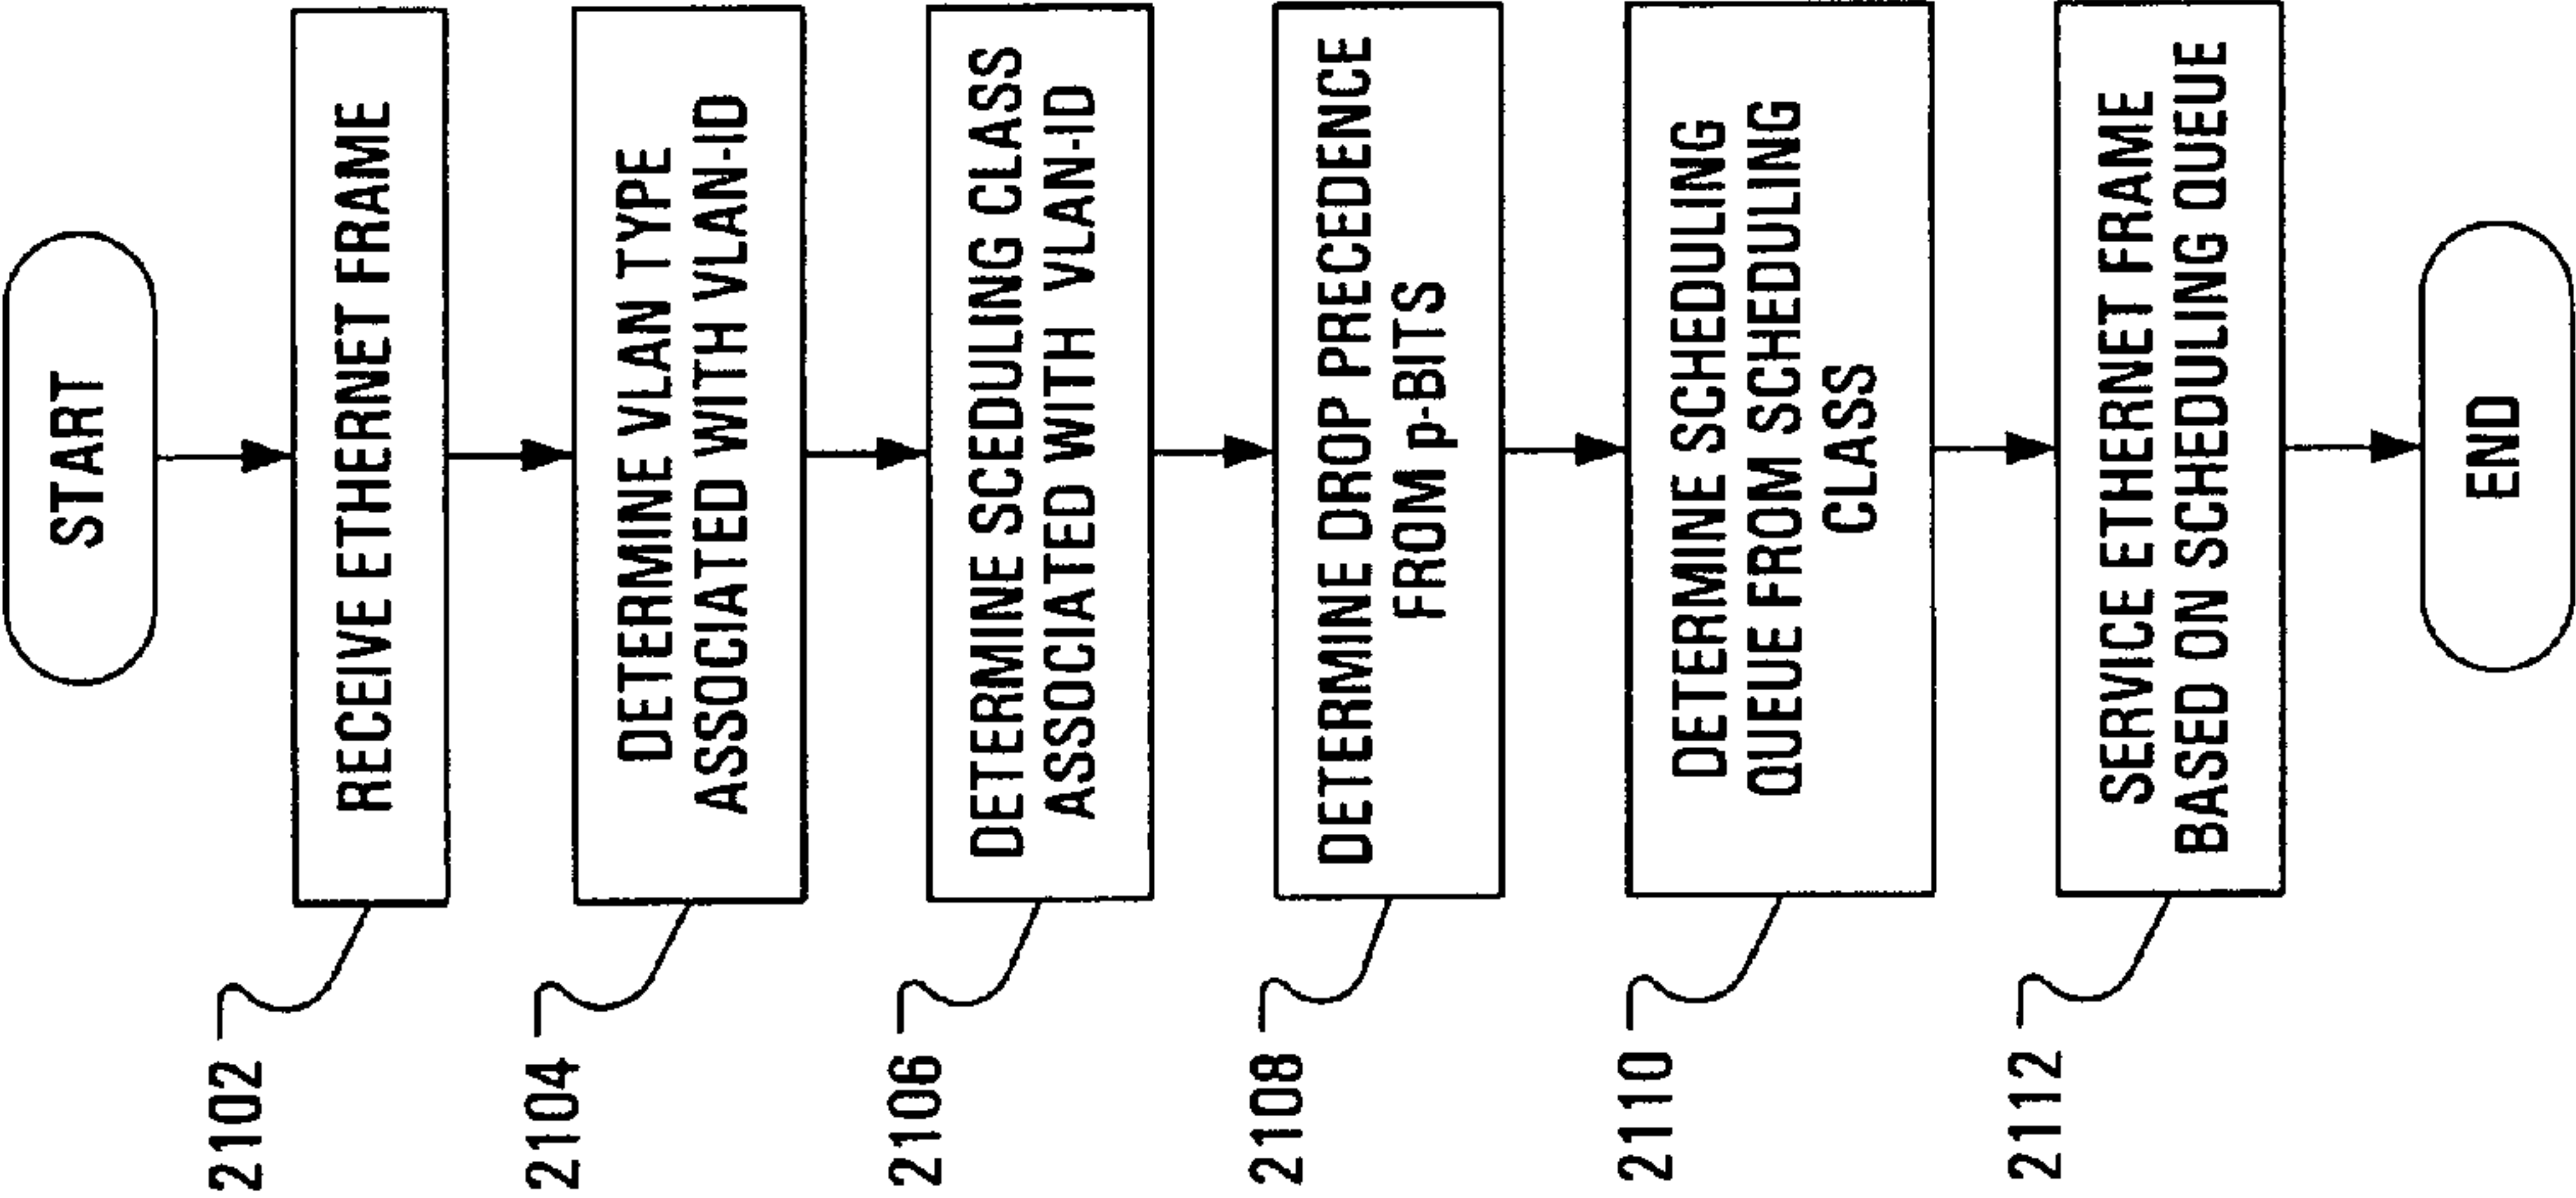 START
2102
RECEIVE ETHERNET FRAME
2104
DETERMINE VLAN TYPE
ASSOCIATED WITH VLAN-ID
2106
DETERMINE SCEDULING CLASS
ASSOCIATED WITH VLAN-ID
2108
DETERMINE DROP PRECEDENCE
FROM p-BITS
2110
DETERMINE SCHEDULING
QUEUE FROM SCHEDULING
CLASS
2112
SERVICE ETHERNET FRAME
BASED ON SCHEDULING QUEUE
END